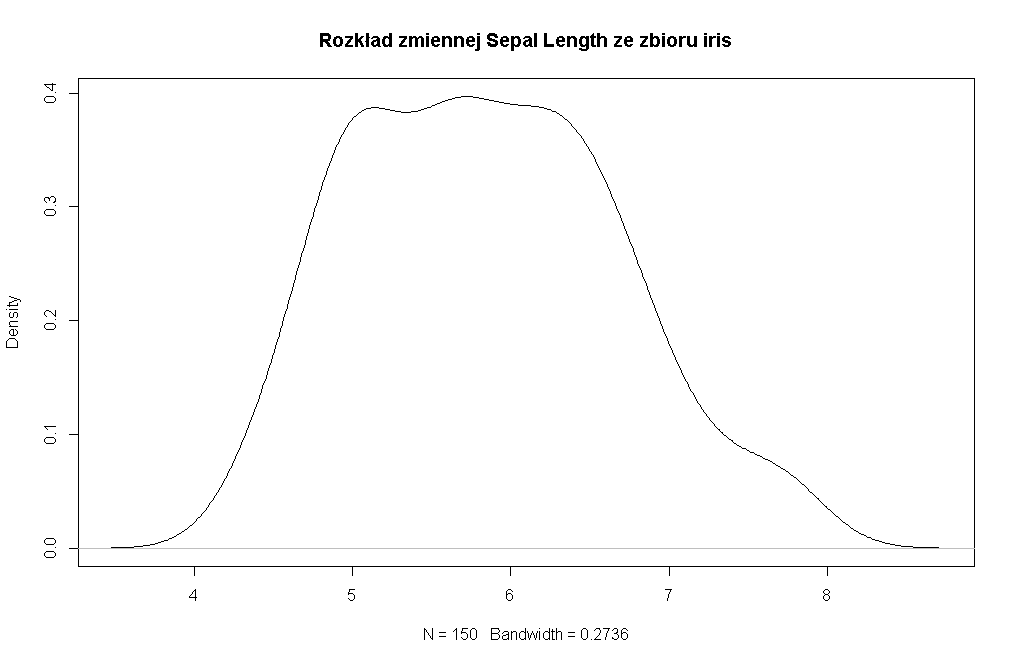 Rozkład zmiennej Sepal Length ze zbioru iris
Density
0.4
0.3
0.2
0.1
0.0
4 5 6 7 8
N = 150 Bandwidth = 0.2736